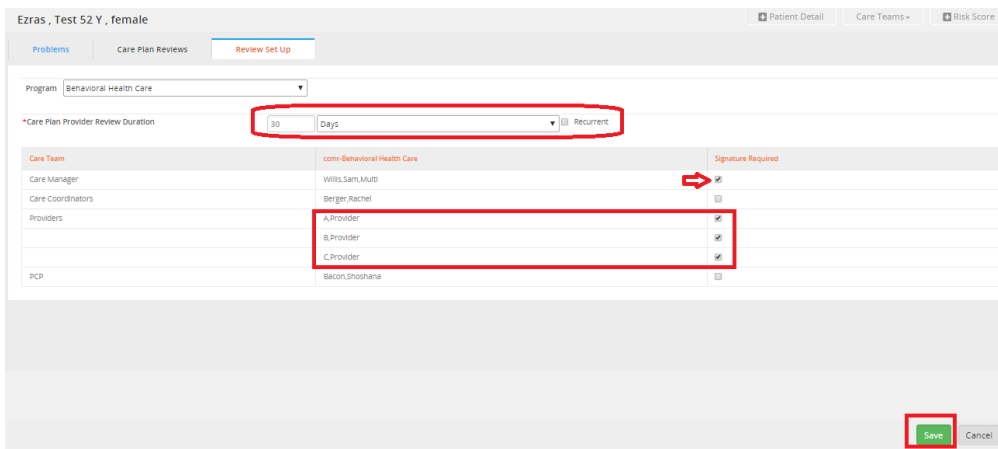 Ezras , Test 52 Y , female
Patient Detail Care Teams Risk Score
Problems Care Plan Reviews Review Set Up
Program Behavioral Health Care
*Care Plan Provider Review Duration 30 Days Recurrent
Care Team ccmr-Behavioral Health Care Signature Required
Care Manager Willis,Sam,Multi
Care Coordinators Berger,Rachel
Providers A,Provider
B,Provider
C,Provider
PCP Bacon,Shoshana
Save Cancel